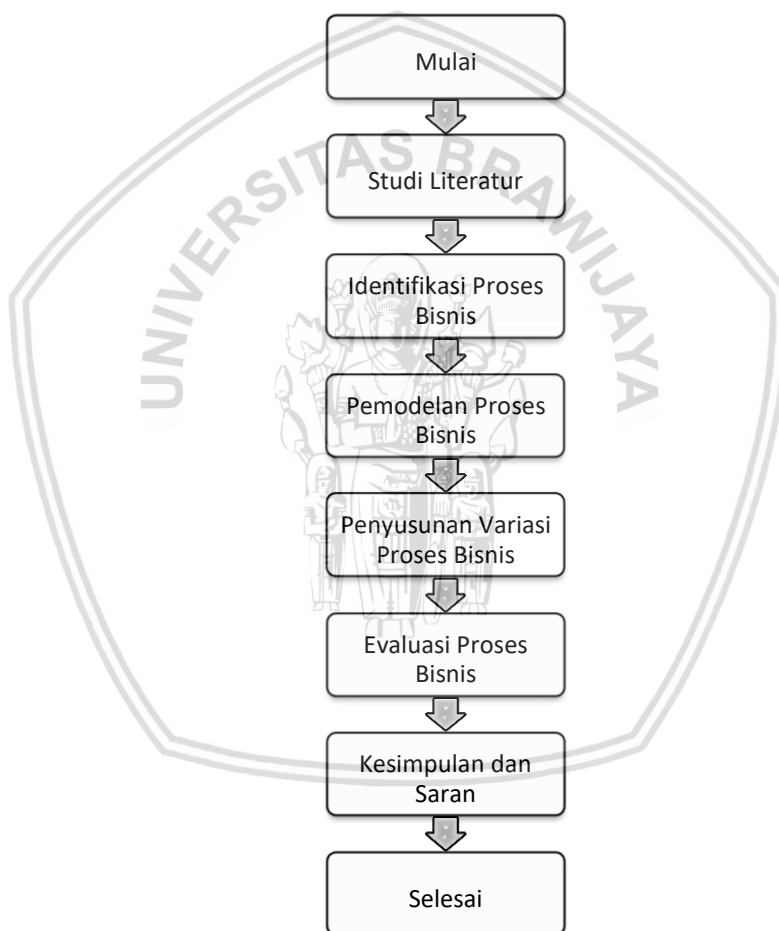 Mulai
Studi Literatur
UNIVERSITAS BRAWIJAYA
Identifikasi Proses
Bisnis
Pemodelan Proses
Bisnis
Penyusunan Variasi
Proses Bisnis
Evaluasi Proses
Bisnis
Kesimpulan dan
Saran
Selesai